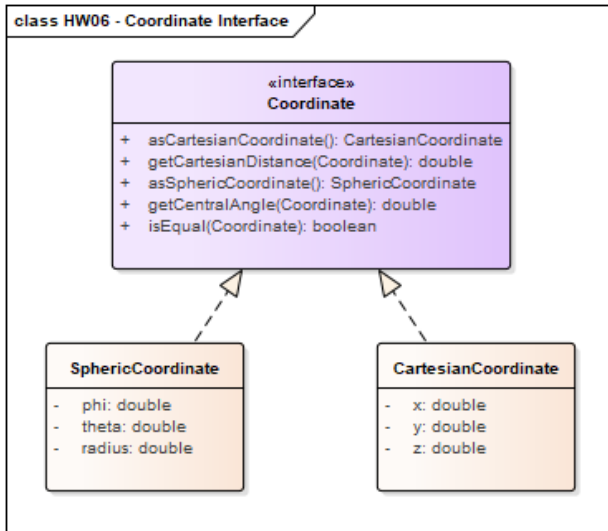 class HW06 - Coordinate Interface
«interface»
Coordinate
+ asCartesianCoordinate(): CartesianCoordinate
+ getCartesianDistance(Coordinate): double
+ asSphericCoordinate(): SphericCoordinate
+ getCentralAngle(Coordinate): double
+ isEqual(Coordinate): boolean
SphericCoordinate
- phi: double
- theta: double
- radius: double
CartesianCoordinate
- x: double
- y: double
- z: double